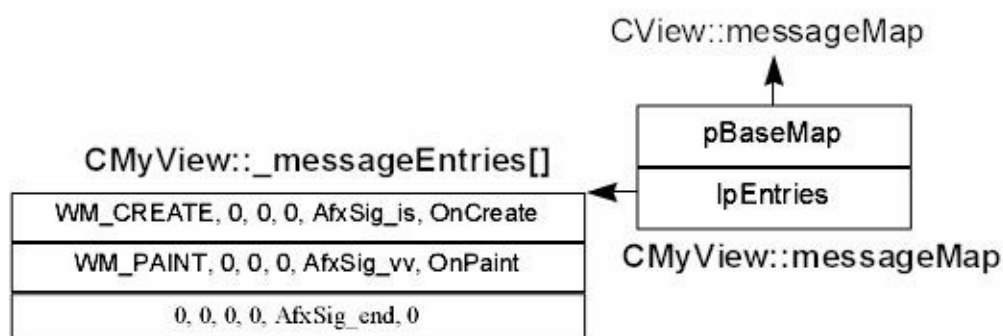 CView::messageMap
pBaseMap
lpEntries
CMyView::messageMap
CMyView::_messageEntries[]
WM_CREATE, 0, 0, 0, AfxSig_is, OnCreate
WM_PAINT, 0, 0, 0, AfxSig_vv, OnPaint
0, 0, 0, 0, AfxSig_end, 0